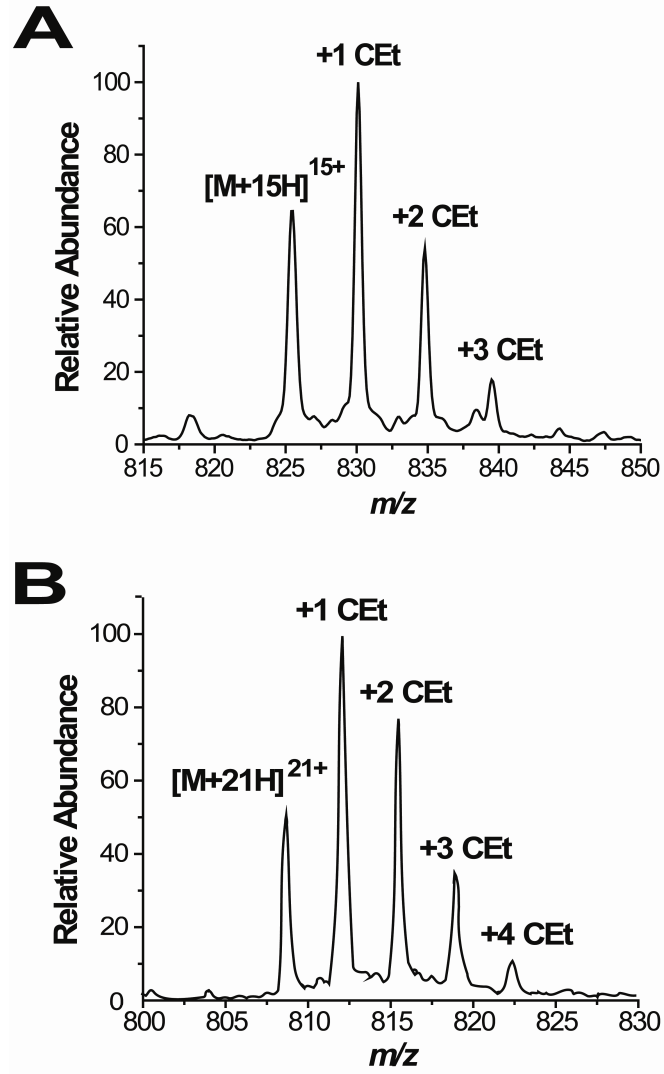 A
+1 CEt
[M+15H]15+
+2 CEt
+3 CEt
Relative Abundance
100
80
60
40
20
0
815 820 825 830 835 840 845 850
m/z
B
+1 CEt
+2 CEt
[M+21H]21+
+3 CEt
+4 CEt
Relative Abundance
100
80
60
40
20
0
800 805 810 815 820 825 830
m/z